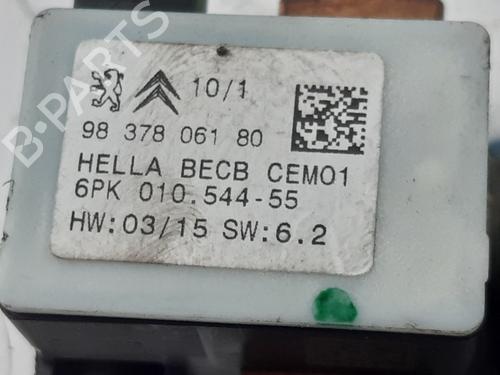 B-PARTS
10/1
98 378 061 80
HELLA BECB CEM01
6PK 010.544-55
HW:03/15 SW:6.2